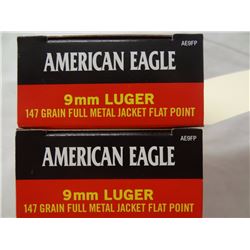 AE9FP
AMERICAN EAGLE
9mm LUGER
147 GRAIN FULL METAL JACKET FLAT POINT
AE9FP
AMERICAN EAGLE
9mm LUGER
147 GRAIN FULL METAL JACKET FLAT POINT